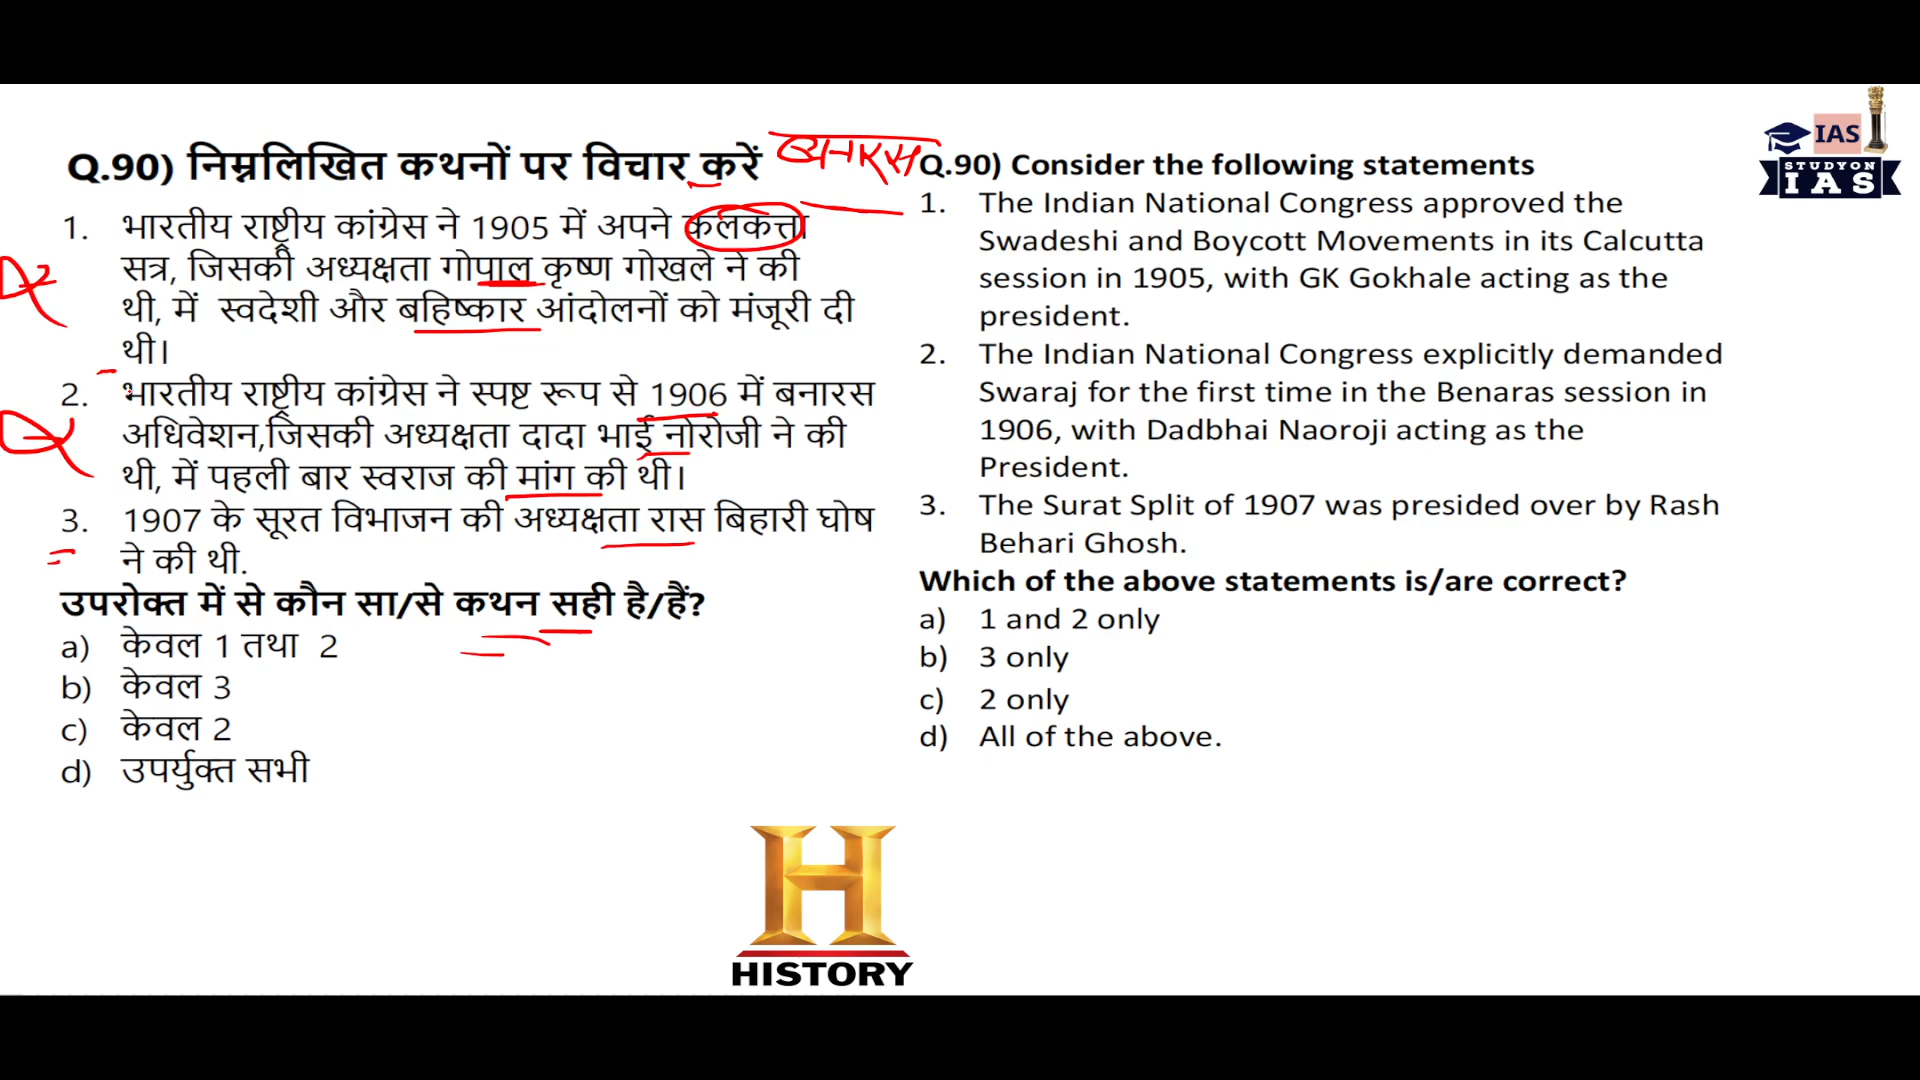 Q.90) निम्नलिखित कथनों पर विचार करें
बनारस
1. भारतीय राष्ट्रीय कांग्रेस ने 1905 में अपने कलकत्ता
सत्र, जिसकी अध्यक्षता गोपाल कृष्ण गोखले ने की
थी, में स्वदेशी और बहिष्कार आंदोलनों को मंजूरी दी
थी।
2. भारतीय राष्ट्रीय कांग्रेस ने स्पष्ट रूप से 1906 में बनारस
अधिवेशन,जिसकी अध्यक्षता दादा भाई नोरोजी ने की
थी, में पहली बार स्वराज की मांग की थी।
3. 1907 के सूरत विभाजन की अध्यक्षता रास बिहारी घोष
ने की थी.
उपरोक्त में से कौन सा/से कथन सही है/हैं?
a) केवल 1 तथा 2
b) केवल 3
c) केवल 2
d) उपर्युक्त सभी
Q.90) Consider the following statements
1. The Indian National Congress approved the
Swadeshi and Boycott Movements in its Calcutta
session in 1905, with GK Gokhale acting as the
president.
2. The Indian National Congress explicitly demanded
Swaraj for the first time in the Benaras session in
1906, with Dadbhai Naoroji acting as the
President.
3. The Surat Split of 1907 was presided over by Rash
Behari Ghosh.
Which of the above statements is/are correct?
a) 1 and 2 only
b) 3 only
c) 2 only
d) All of the above.
IAS
STUDYON
IAS
H
HISTORY